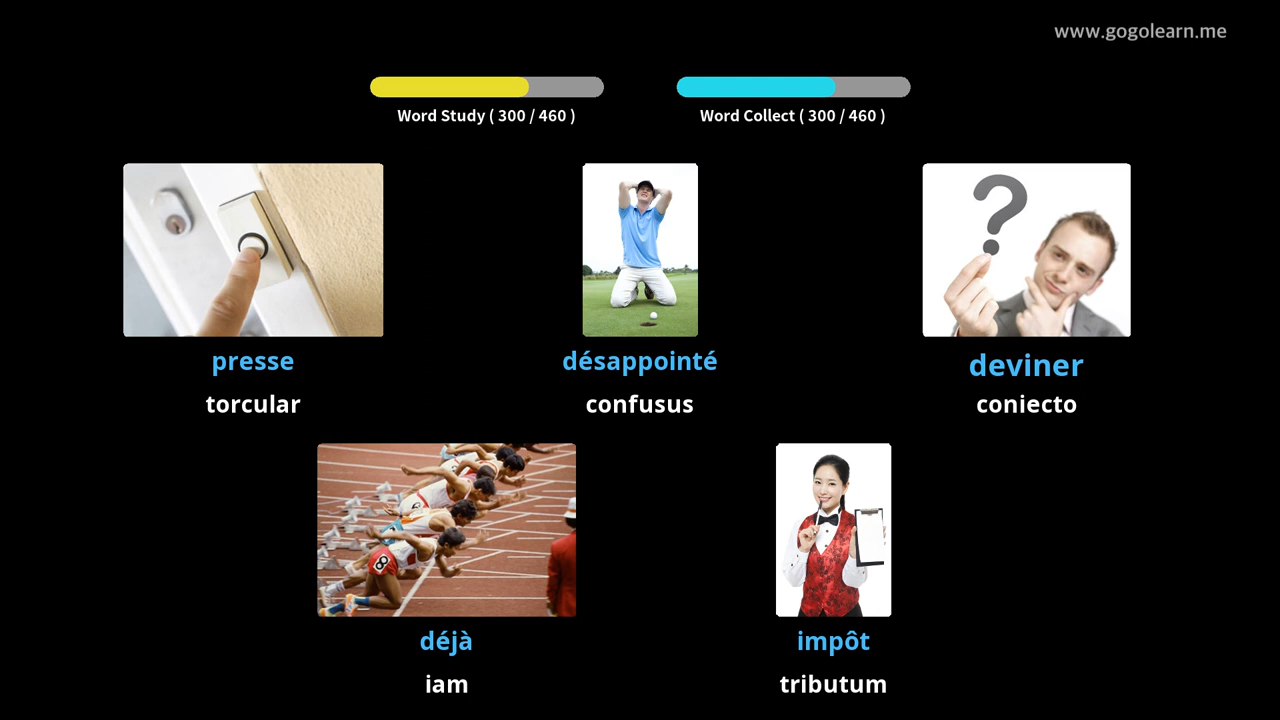 www.gogolearn.me
Word Study ( 300 / 460 )
Word Collect ( 300 / 460 )
presse
torcular
désappointé
confusus
deviner
coniecto
8
déjà
iam
impôt
tributum